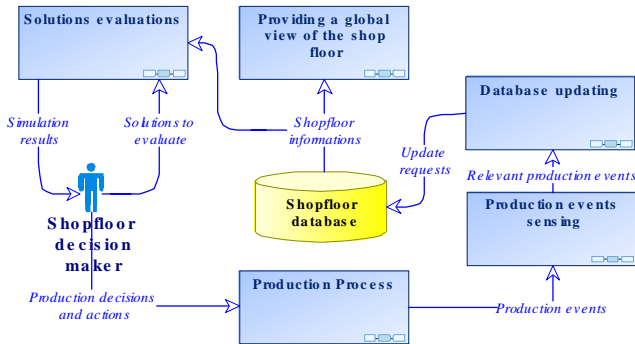 Solutions evaluations
Providing a global
view of the shop
floor
Database updating
Simulation
results
Solutions to
evaluate
Shopfloor
informations
Update
requests
Relevant production events
Shopfloor
decision
maker
Shopfloor
database
Production events
sensing
Production decisions
and actions
Production Process
Production events